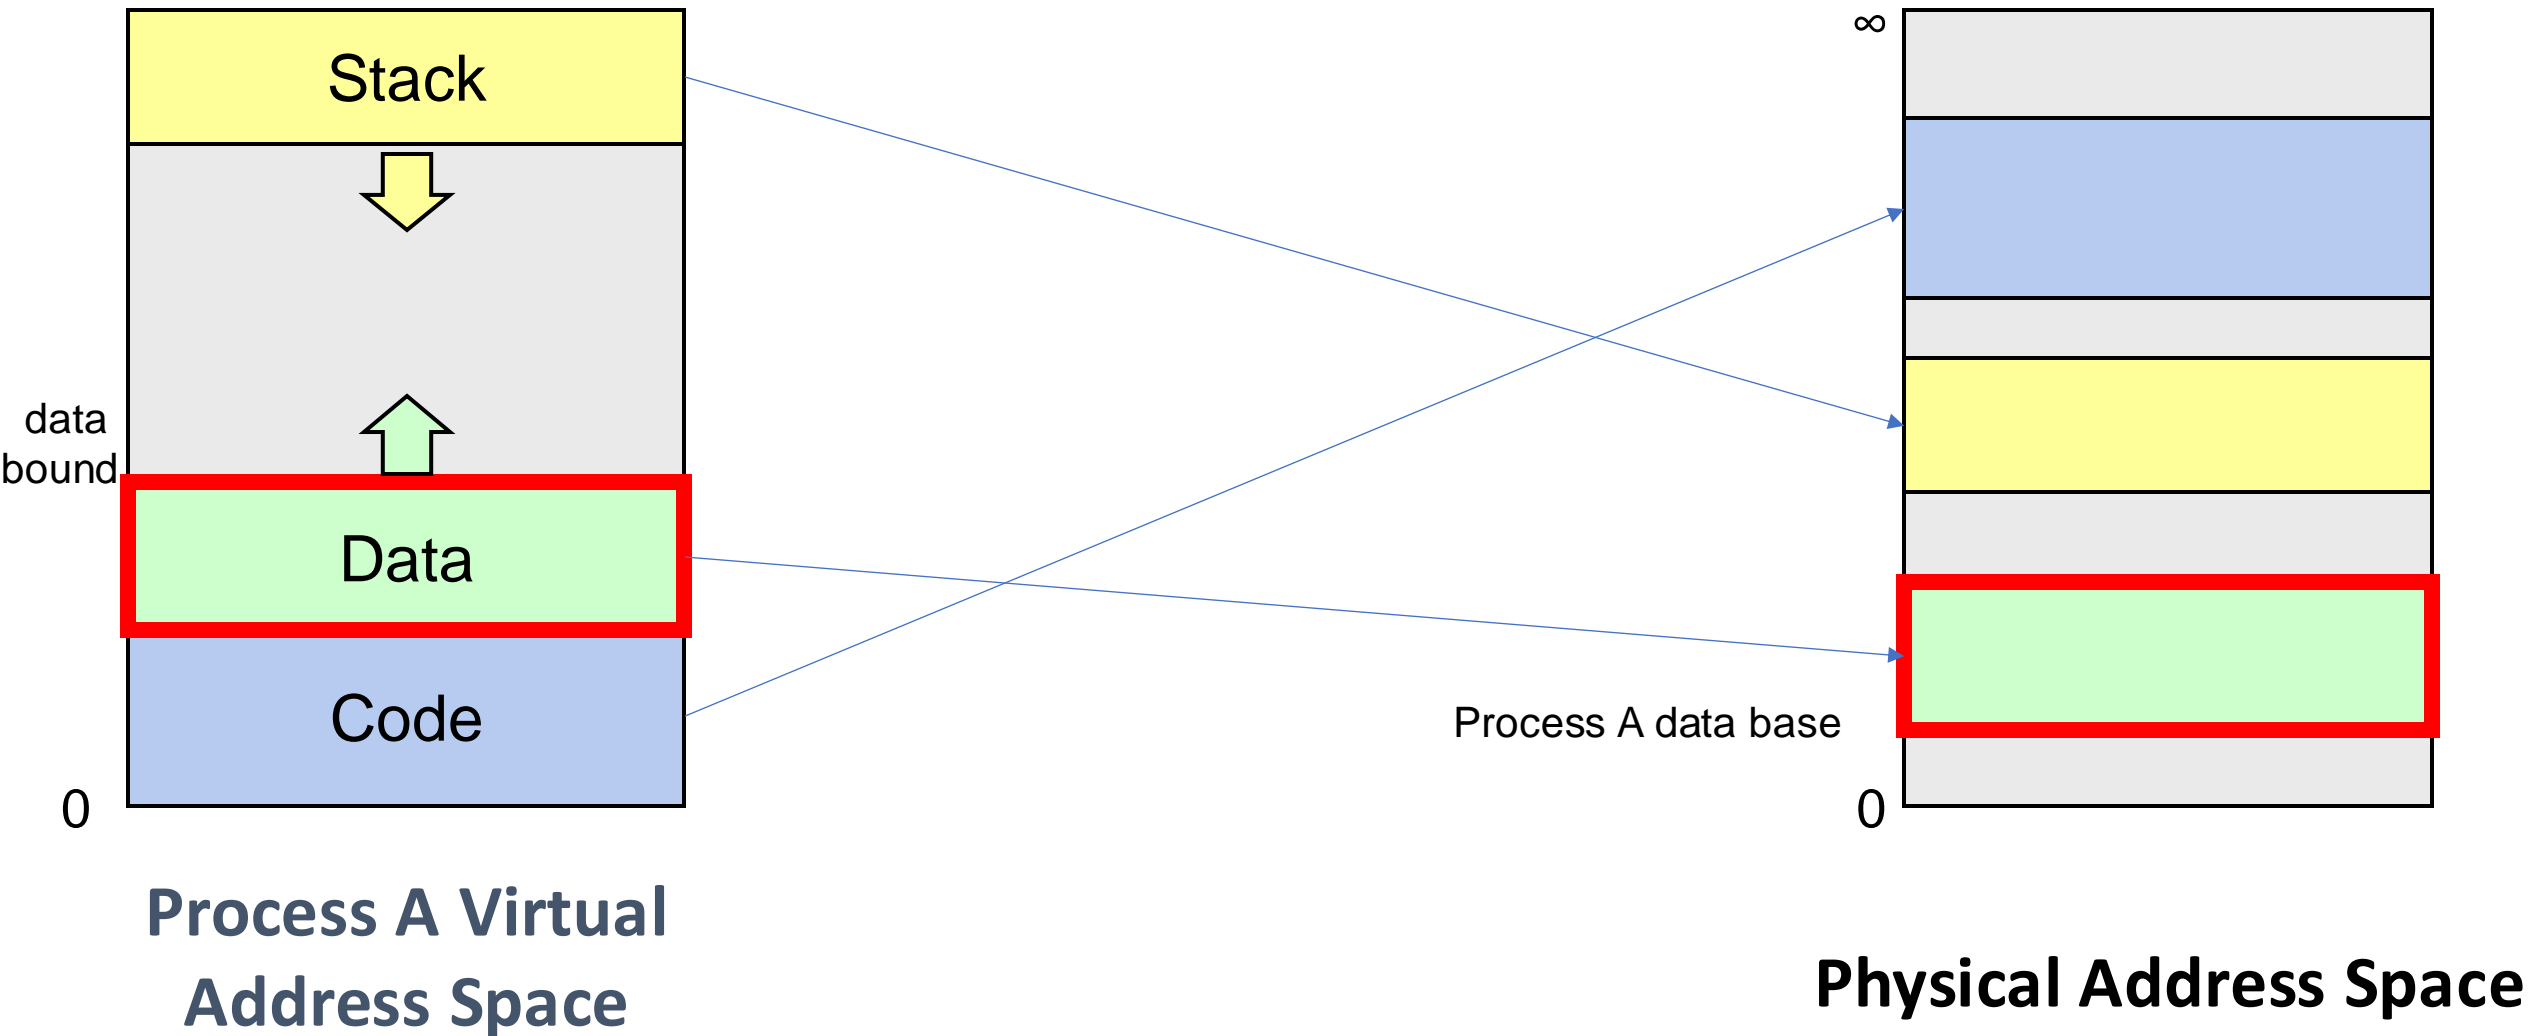 Stack
data
bound
Data
Code
0
Process A Virtual
Address Space
∞
Process A data base
0
Physical Address Space